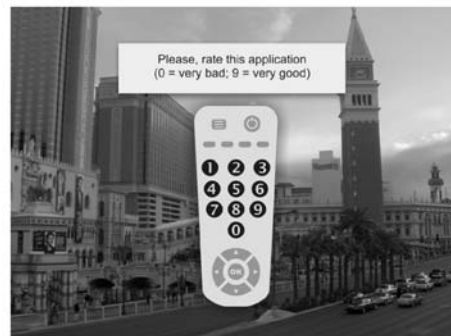 Please, rate this application
(0 = very bad; 9 = very good)
1 2 3
4 5 6
7 8 9
0
OK